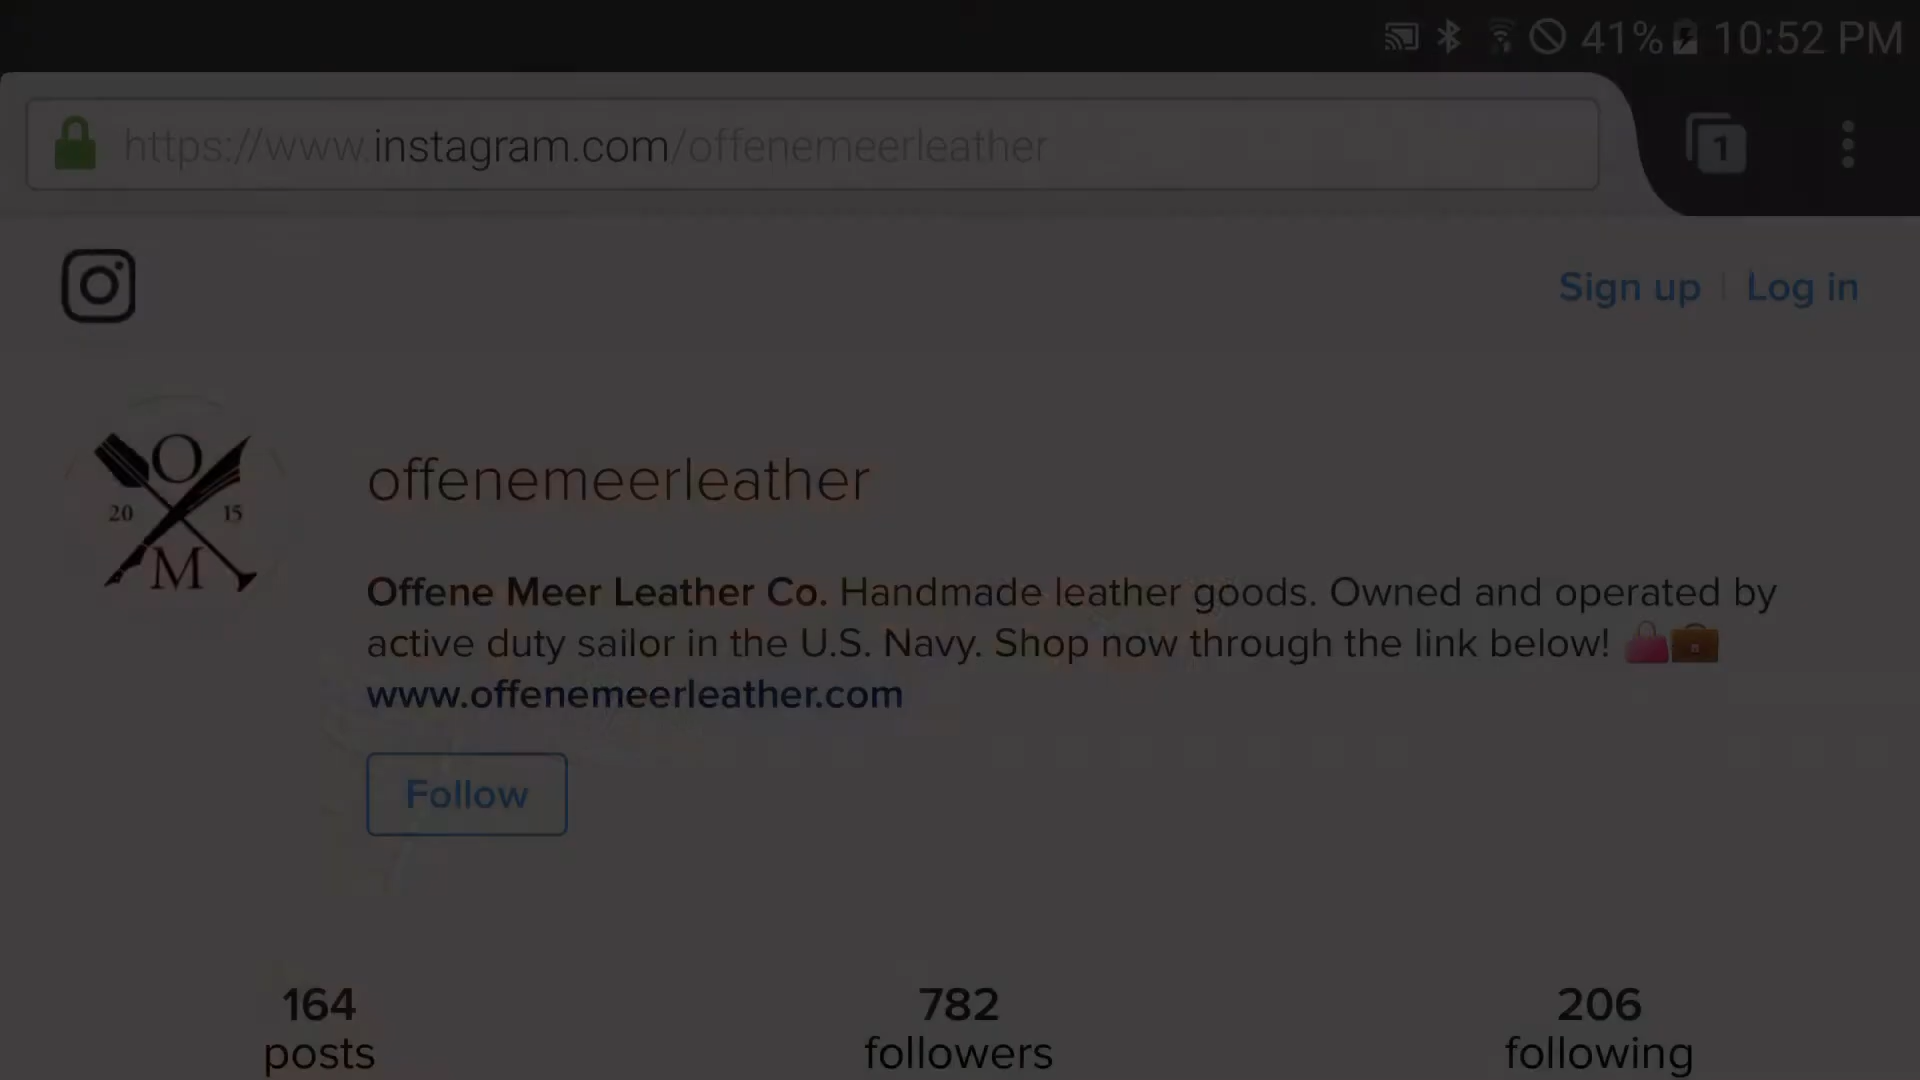 41% 10:52 PM
https://www.instagram.com/offenemeerleather
1
Sign up | Log in
O
20 15
M
offenemeerleather
Offene Meer Leather Co. Handmade leather goods. Owned and operated by
active duty sailor in the U.S. Navy. Shop now through the link below! 👛💼
www.offenemeerleather.com
Follow
164 782 206
posts followers following